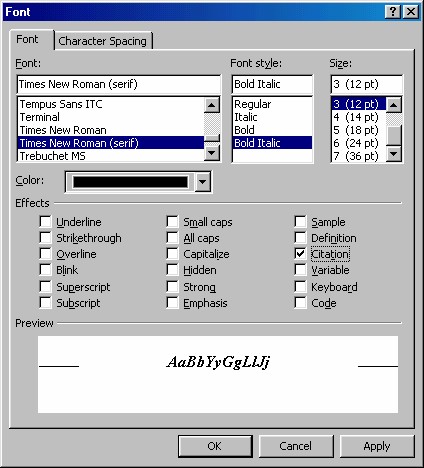 Font
Font Character Spacing
Font: Font style: Size:
Times New Roman (serif) Bold Italic 3 (12 pt)
Tempus Sans ITC Regular 3 (12 pt)
Terminal Italic 4 (14 pt)
Times New Roman Bold 5 (18 pt)
Times New Roman (serif) Bold Italic 6 (24 pt)
Trebuchet MS 7 (36 pt)
Color:
Effects
Underline Small caps Sample
Strikethrough All caps Definition
Overline Capitalize Citation
Blink Hidden Variable
Superscript Strong Keyboard
Subscript Emphasis Code
Preview
AaBbYyGgLlJj
OK Cancel Apply